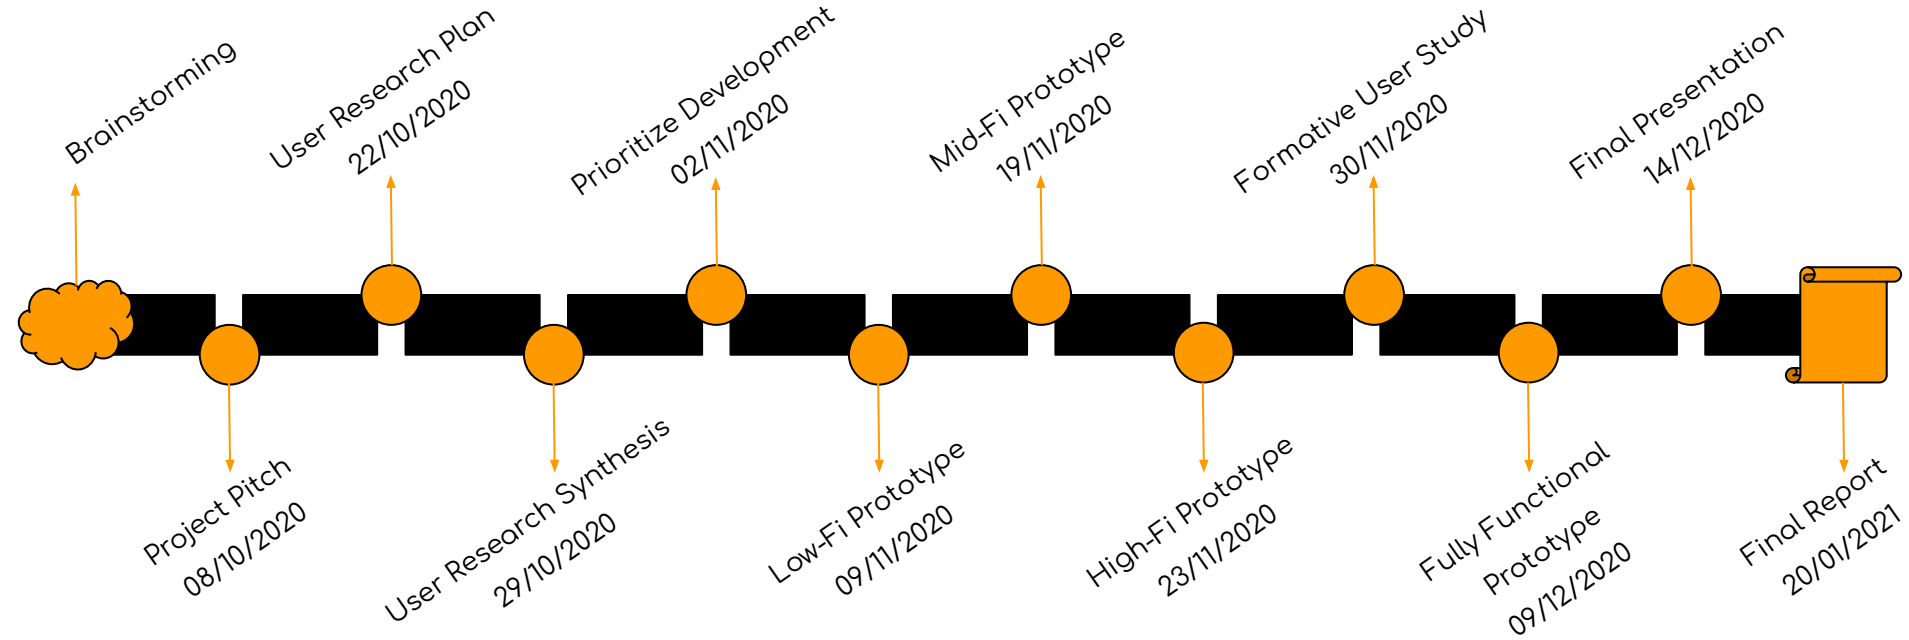 Brainstorming
Project Pitch
08/10/2020
User Research Plan
22/10/2020
User Research Synthesis
29/10/2020
Prioritize Development
02/11/2020
Low-Fi Prototype
09/11/2020
Mid-Fi Prototype
19/11/2020
High-Fi Prototype
23/11/2020
Formative User Study
30/11/2020
Fully Functional
Prototype
09/12/2020
Final Presentation
14/12/2020
Final Report
20/01/2021